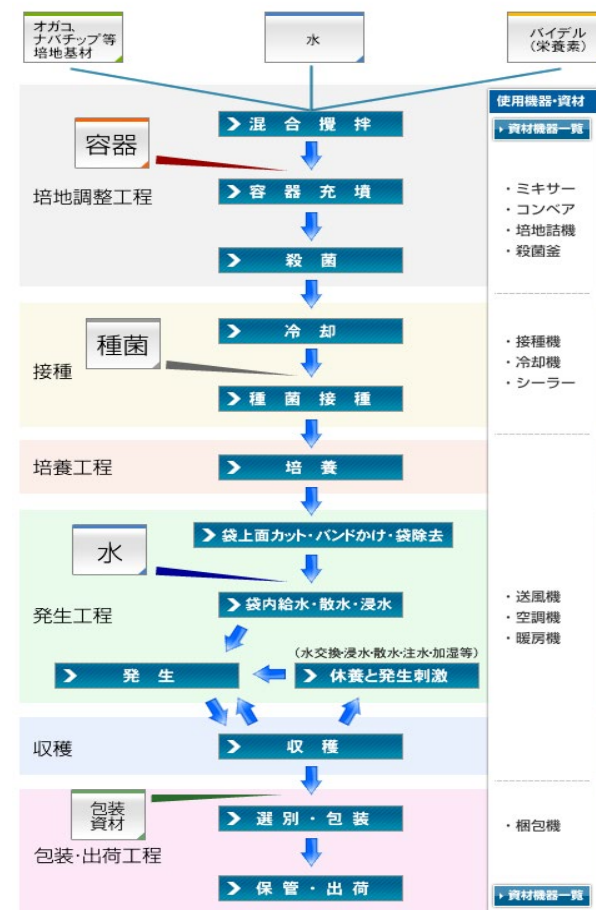 オガコ、
ナバチップ等
培地基材
水
バイデル
（栄養素）
使用機器・資材
資材機器一覧
混合攪拌
容器
容器充填
培地調整工程
殺菌
・ミキサー
・コンベア
・培地詰機
・殺菌釜
冷却
種菌
接種
種菌接種
・接種機
・冷却機
・シーラー
培養工程
培養
袋上面カット・バンドかけ・袋除去
水
袋内給水・散水・浸水
発生工程
（水交換・浸水・散水・注水・加湿等）
発生
休養と発生刺激
・送風機
・空調機
・暖房機
収穫
収穫
包装
資材
選別・包装
包装・出荷工程
保管・出荷
・梱包機
資材機器一覧